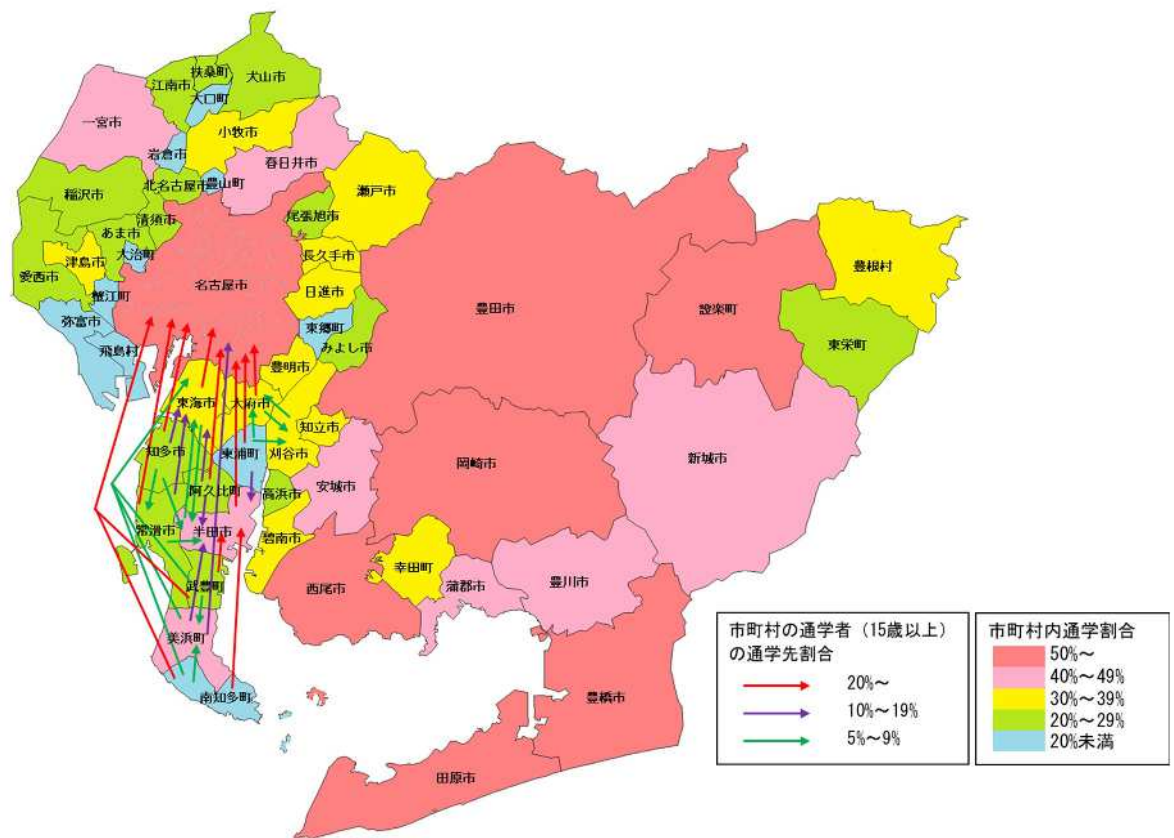 扶桑町
犬山市
江南市
大口町
一宮市
小牧市
岩倉市
春日井市
瀬戸市
北名古屋市
豊山町
稲沢市
尾張旭市
清須市
あま市
大治町
長久手市
津島市
愛西市
名古屋市
日進市
豊田市
設楽町
豊根村
蟹江町
弥富市
東郷町
みよし市
東栄町
飛島村
豊明市
東海市
大府市
知立市
知多市
東浦町
刈谷市
岡崎市
新城市
阿久比町
高浜市
安城市
常滑市
半田市
碧南市
武豊町
西尾市
幸田町
蒲郡市
豊川市
美浜町
南知多町
豊橋市
田原市
市町村の通学者（15歳以上）
の通学先割合
20%～
10%～19%
5%～9%
市町村内通学割合
50%～
40%～49%
30%～39%
20%～29%
20%未満